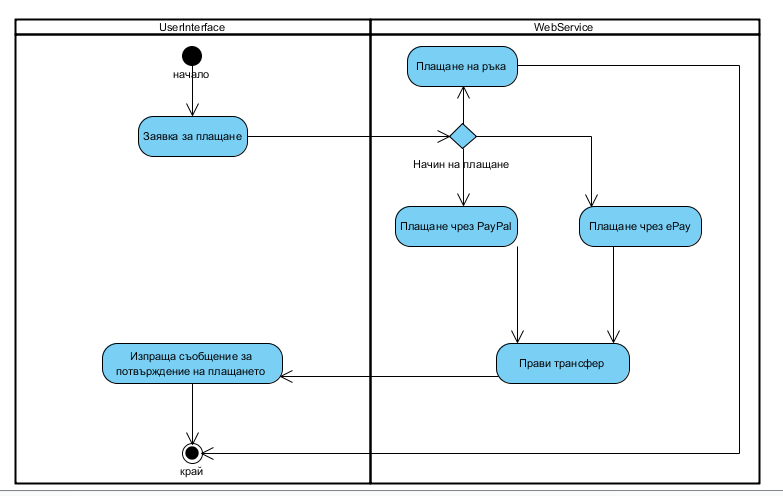 UserInterface
WebService
начало
Плащане на ръка
Заявка за плащане
Начин на плащане
Плащане чрез PayPal
Плащане чрез ePay
Изпраща съобщение за
потвърждение на плащането
Прави трансфер
край